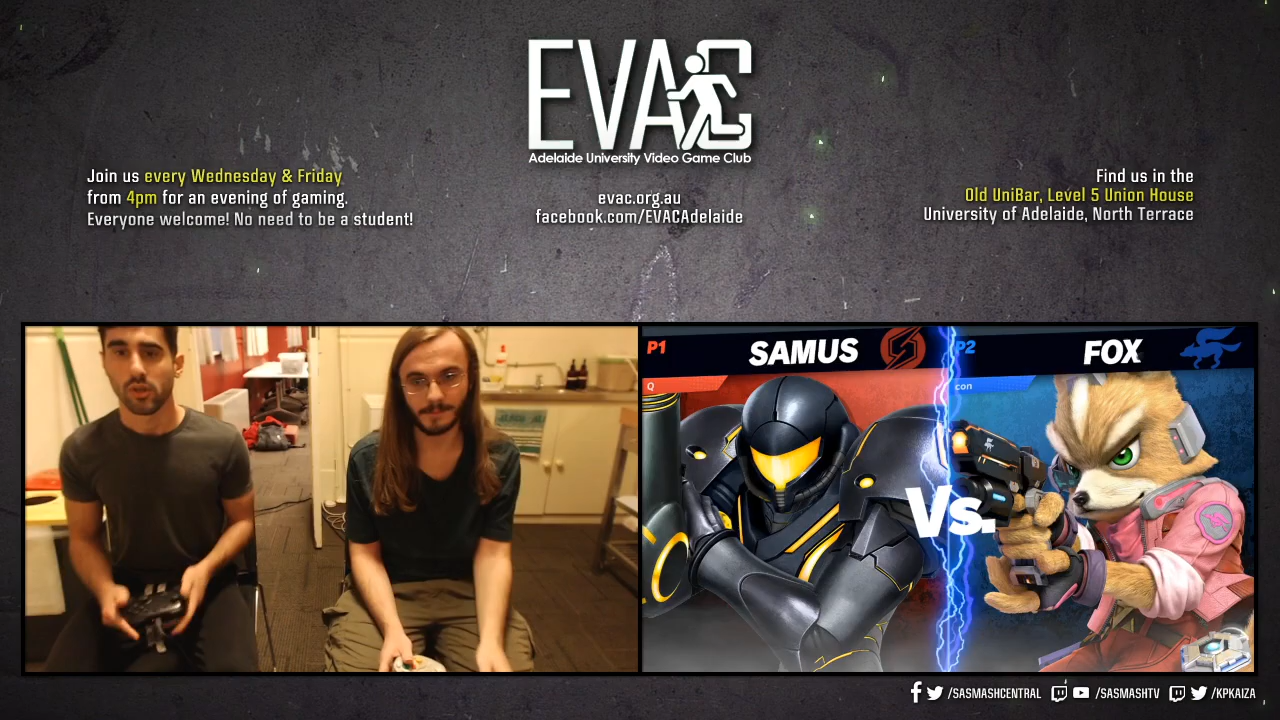 EVAC
Adelaide University Video Game Club
Join us every Wednesday & Friday
from 4pm for an evening of gaming.
Everyone welcome! No need to be a student!
evac.org.au
facebook.com/EVACAdelaide
Find us in the
Old UniBar, Level 5 Union House
University of Adelaide, North Terrace
P1
SAMUS
P2
FOX
Q
con
Vs.
/SASMASHCENTRAL
/SASMASHTV
/KPKAIZA